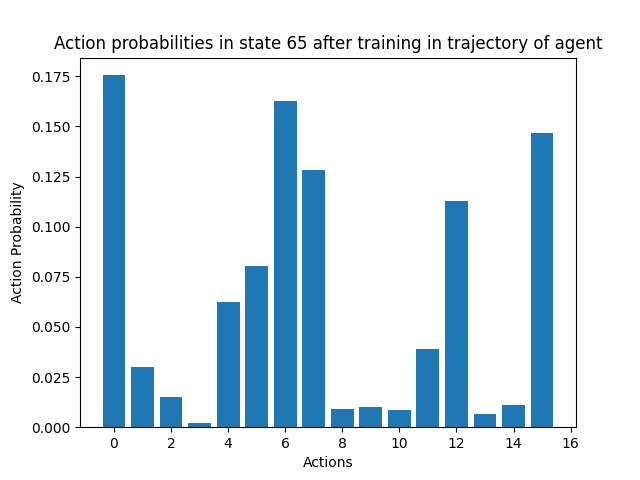 Action probabilities in state 65 after training in trajectory of agent
0.175
0.150
0.125
0.100
0.075
0.050
0.025
0.000
Action Probability
0 2 4 6 8 10 12 14 16
Actions